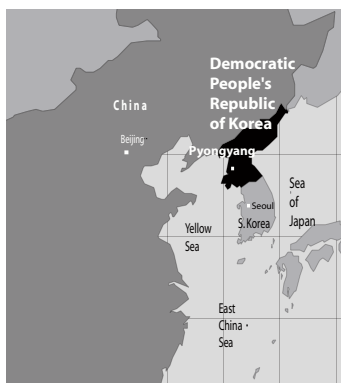 Democratic
People's
Republic
of Korea
China
Beijing
Pyongyang
Sea
of
Japan
Seoul
S.Korea
Yellow
Sea
East
China
Sea